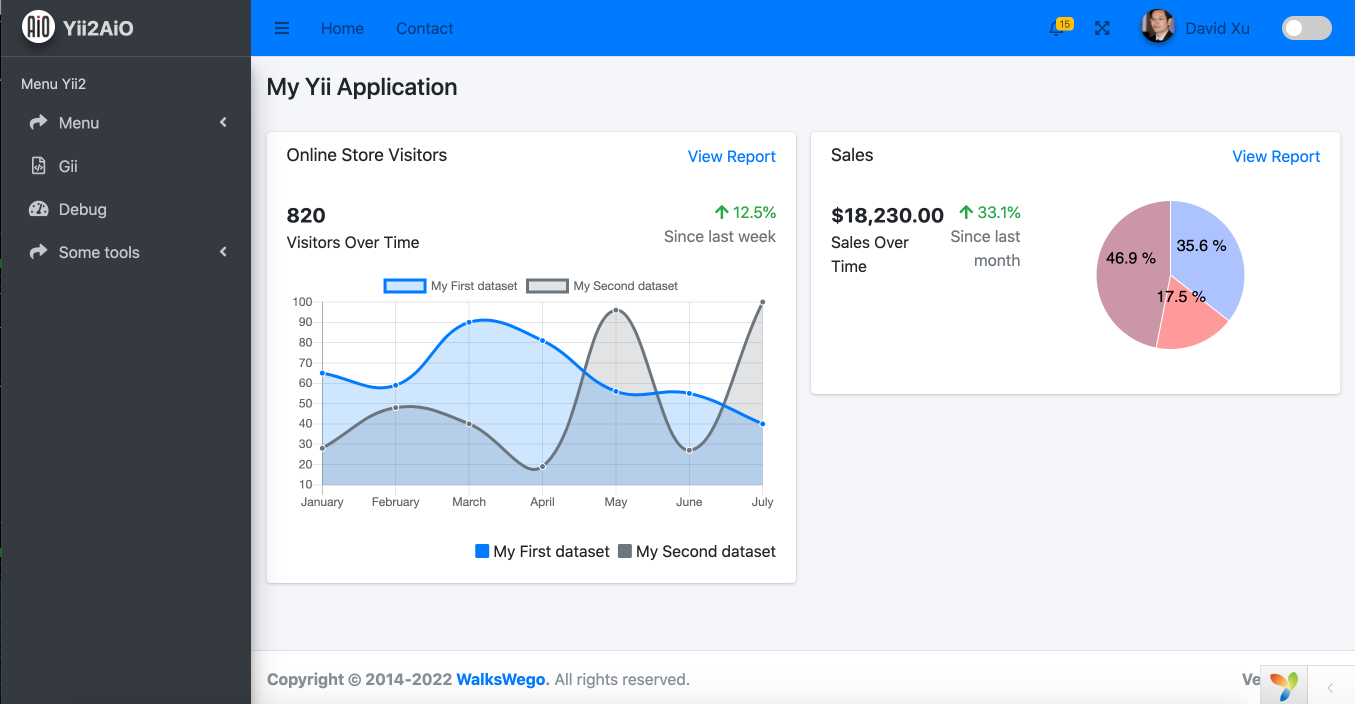 AiO Yii2AiO
Home Contact
15
David Xu
Menu Yii2
Menu
Gii
Debug
Some tools
My Yii Application
Online Store Visitors View Report
820 12.5%
Visitors Over Time Since last week
My First dataset My Second dataset
100
90
80
70
60
50
40
30
20
10
January February March April May June July
My First dataset My Second dataset
Sales View Report
$18,230.00 33.1%
Sales Over Time
Since last month
46.9 % 35.6 %
17.5 %
Copyright © 2014-2022 WalksWego. All rights reserved.
Ve